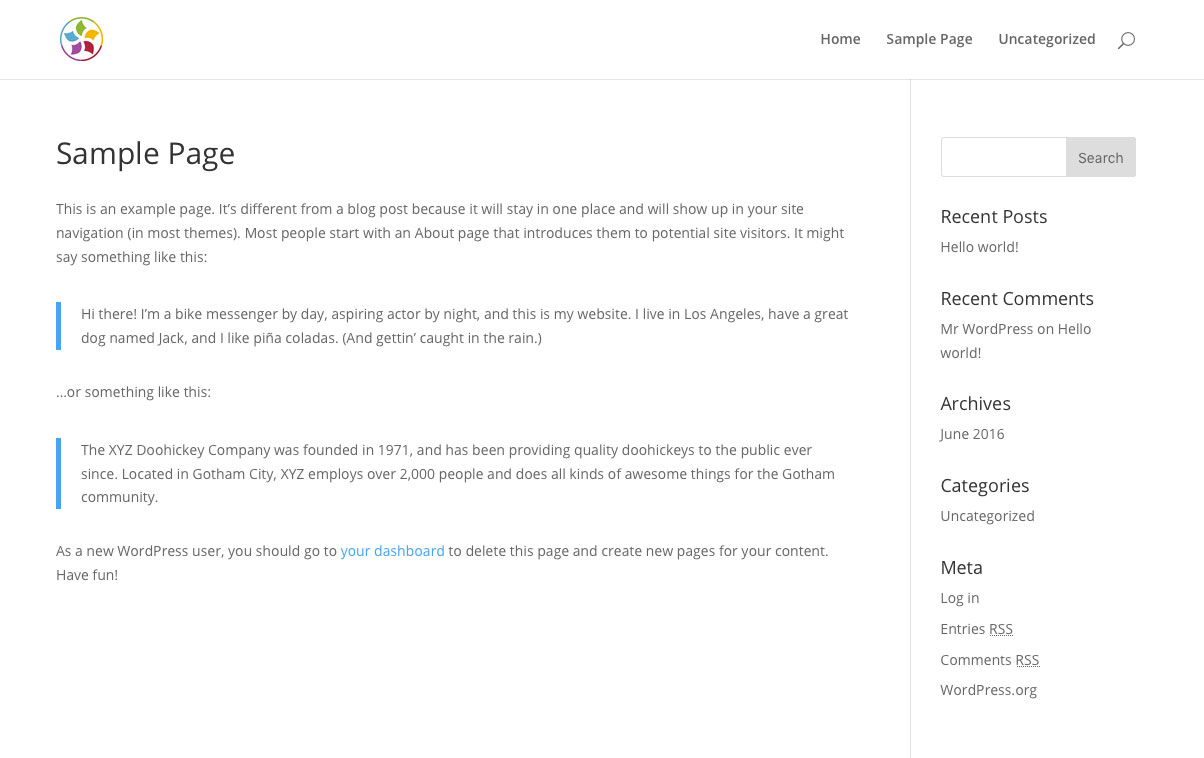 Home Sample Page Uncategorized
Sample Page
This is an example page. It’s different from a blog post because it will stay in one place and will show up in your site
navigation (in most themes). Most people start with an About page that introduces them to potential site visitors. It might
say something like this:
Hi there! I’m a bike messenger by day, aspiring actor by night, and this is my website. I live in Los Angeles, have a great
dog named Jack, and I like piña coladas. (And gettin’ caught in the rain.)
…or something like this:
The XYZ Doohickey Company was founded in 1971, and has been providing quality doohickeys to the public ever
since. Located in Gotham City, XYZ employs over 2,000 people and does all kinds of awesome things for the Gotham
community.
As a new WordPress user, you should go to your dashboard to delete this page and create new pages for your content.
Have fun!
Search
Recent Posts
Hello world!
Recent Comments
Mr WordPress on Hello
world!
Archives
June 2016
Categories
Uncategorized
Meta
Log in
Entries RSS
Comments RSS
WordPress.org